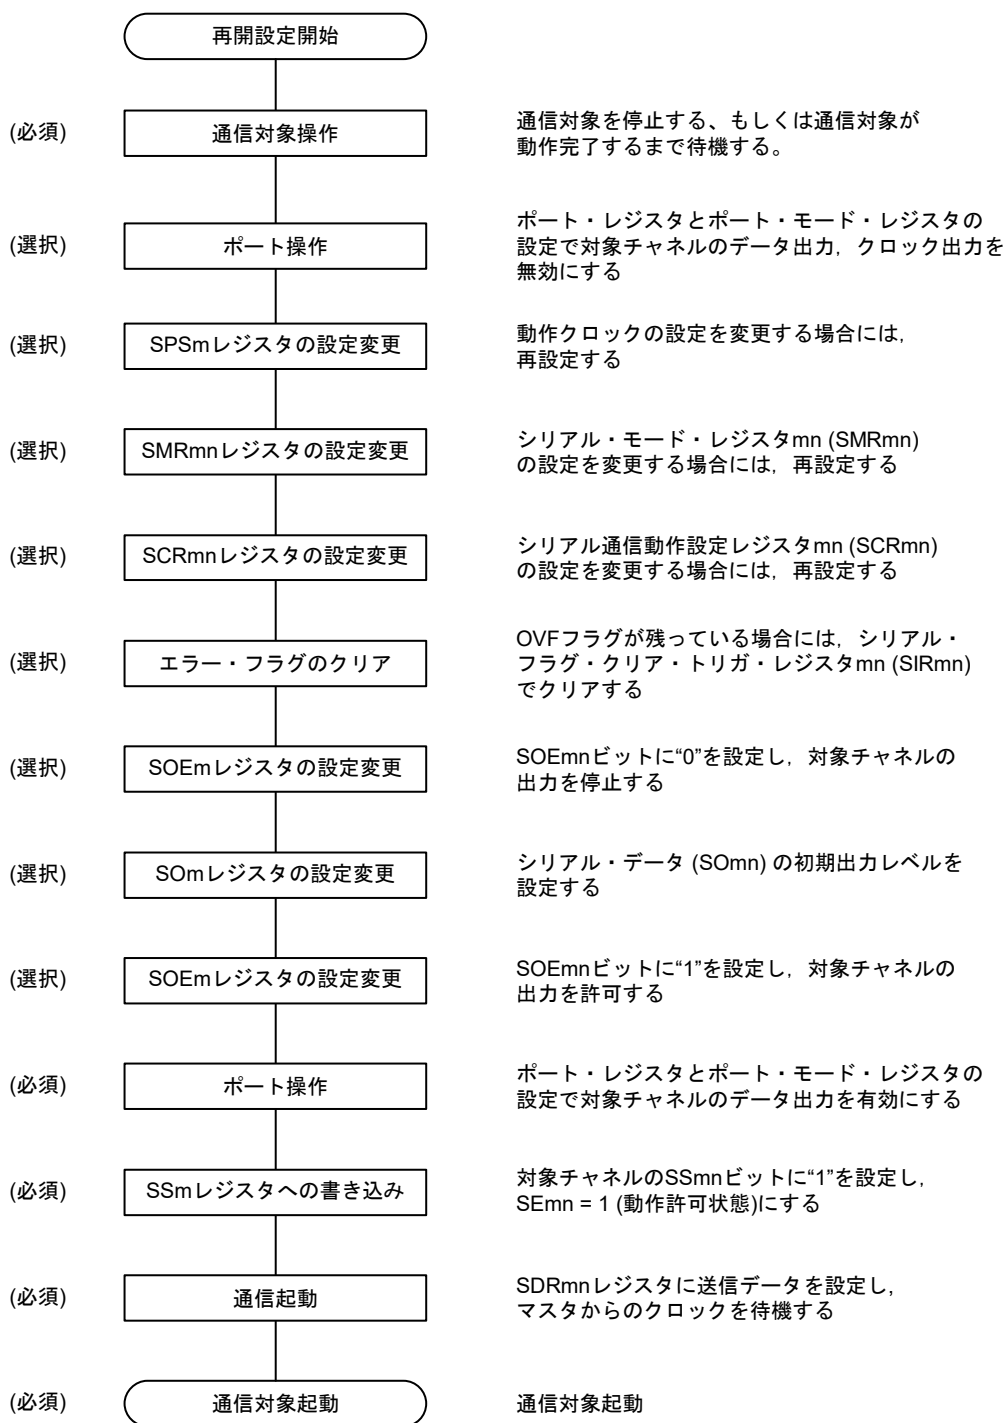 再開設定開始
(必須)
通信対象操作
通信対象を停止する、もしくは通信対象が
動作完了するまで待機する。
(選択)
ポート操作
ポート・レジスタとポート・モード・レジスタの
設定で対象チャネルのデータ出力，クロック出力を
無効にする
(選択)
SPSmレジスタの設定変更
動作クロックの設定を変更する場合には，
再設定する
(選択)
SMRmnレジスタの設定変更
シリアル・モード・レジスタmn (SMRmn)
の設定を変更する場合には，再設定する
(選択)
SCRmnレジスタの設定変更
シリアル通信動作設定レジスタmn (SCRmn)
の設定を変更する場合には，再設定する
(選択)
エラー・フラグのクリア
OVFフラグが残っている場合には，シリアル・
フラグ・クリア・トリガ・レジスタmn (SIRmn)
でクリアする
(選択)
SOEmレジスタの設定変更
SOEmnビットに“0”を設定し，対象チャネルの
出力を停止する
(選択)
SOmレジスタの設定変更
シリアル・データ (SOmn) の初期出力レベルを
設定する
(選択)
SOEmレジスタの設定変更
SOEmnビットに“1”を設定し，対象チャネルの
出力を許可する
(必須)
ポート操作
ポート・レジスタとポート・モード・レジスタの
設定で対象チャネルのデータ出力を有効にする
(必須)
SSmレジスタへの書き込み
対象チャネルのSSmnビットに“1”を設定し，
SEmn = 1 (動作許可状態)にする
(必須)
通信起動
SDRmnレジスタに送信データを設定し，
マスタからのクロックを待機する
(必須)
通信対象起動
通信対象起動